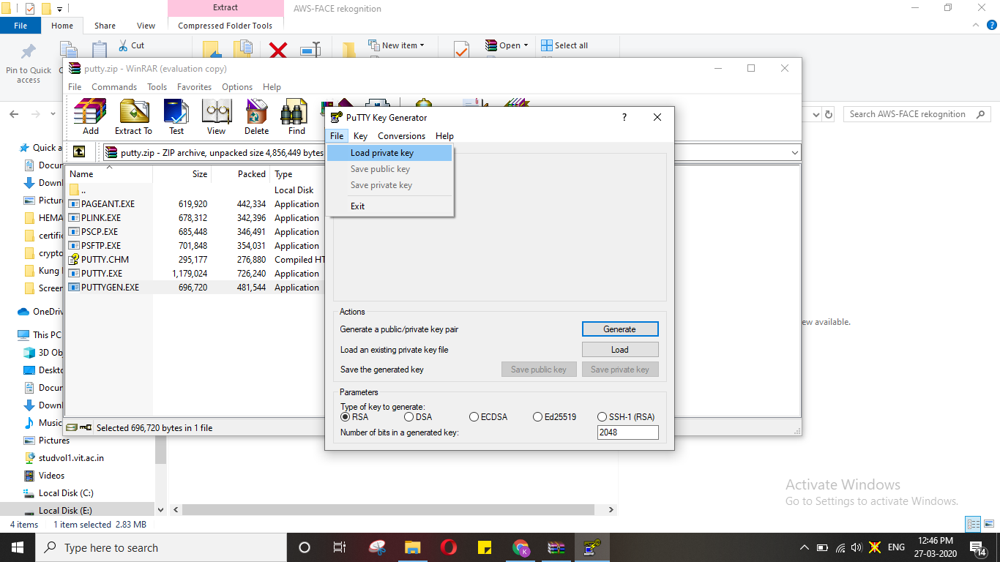 Extract
AWS-FACE rekognition
File Home Share View Compressed Folder Tools
Cut
New item
Open
Select all
Pin to Quick
access
putty.zip - WinRAR (evaluation copy)
File Commands Tools Favorites Options Help
Add Extract To Test View Delete Find
putty.zip - ZIP archive, unpacked size 4,856,449 bytes
Search AWS-FACE rekognition
Name Size Packed Type
.. Local Disk
PAGEANT.EXE 619,920 442,334 Application
PLINK.EXE 678,312 342,396 Application
PSCP.EXE 685,448 346,491 Application
PSFTP.EXE 701,848 354,031 Application
PUTTY.CHM 295,177 276,880 Compiled HT
PUTTY.EXE 1,179,024 726,240 Application
PUTTYGEN.EXE 696,720 481,544 Application
Selected 696,720 bytes in 1 file
PuTTY Key Generator
?
File Key Conversions Help
Load private key
Save public key
Save private key
Exit
Actions
Generate a public/private key pair
Generate
Load an existing private key file
Load
Save the generated key
Save public key
Save private key
Parameters
Type of key to generate:
RSA DSA ECDSA Ed25519 SSH-1 (RSA)
Number of bits in a generated key:
2048
Quick a
Docur
Downl
Picture
HEMA
certific
crypto
Kung
Screer
OneDriv
This PC
3D Obj
Deskto
Docur
Downl
Music
Pictures
studvol1.vit.ac.in
Videos
Local Disk (C:)
Local Disk (E:)
ew available.
4 items 1 item selected 2.83 MB
Activate Windows
Go to Settings to activate Windows.
Type here to search
ENG
12:46 PM
27-03-2020
14
K